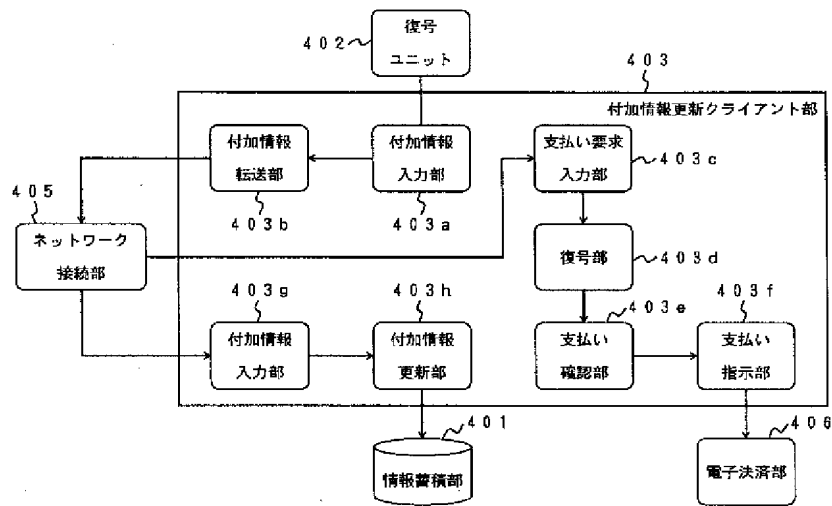 復号
ユニット
402
403
付加情報更新クライアント部
付加情報
転送部
403b
付加情報
入力部
403a
支払い要求
入力部
403c
405
ネットワーク
接続部
復号部
403d
403g
付加情報
入力部
403h
付加情報
更新部
403e
支払い
確認部
403f
支払い
指示部
401
情報蓄積部
406
電子決済部